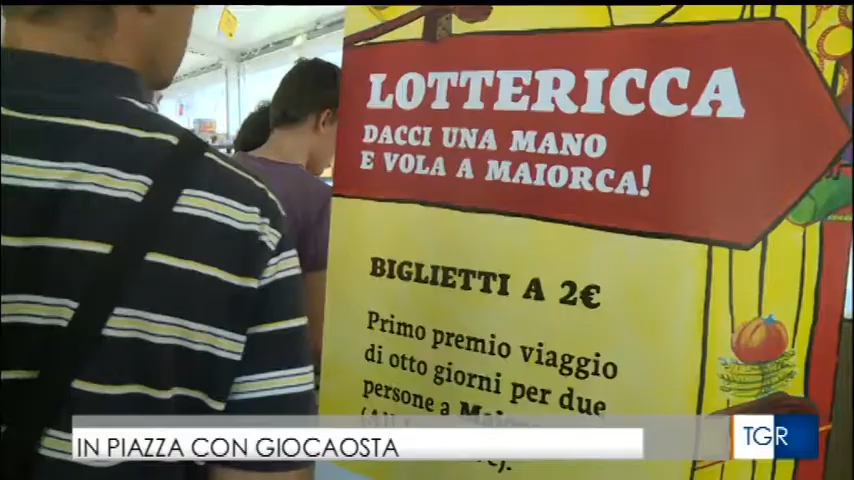 LOTTERICCA
DACCI UNA MANO
E VOLA A MAIORCA!
BIGLIETTI A 2€
Primo premio viaggio
di otto giorni per due
persone a
IN PIAZZA CON GIOCAOSTA
TGR